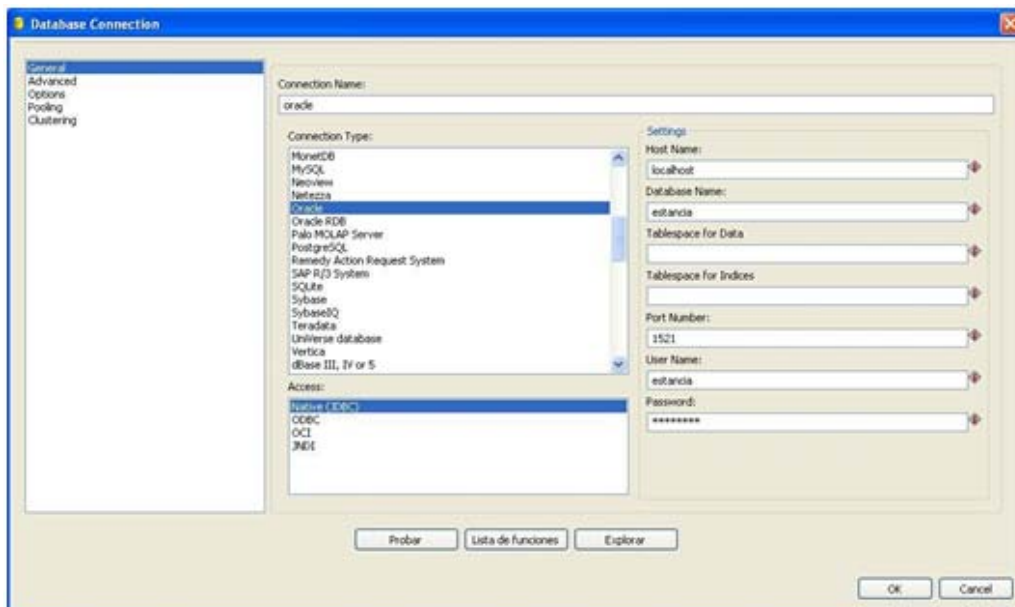 Database Connection
General
Advanced
Options
Pooling
Clustering
Connection Name:
oracle
Connection Type:
MonetDB
MySQL
Neoview
Netezza
Oracle
Oracle RDB
Palo MOLAP Server
PostgreSQL
Remedy Action Request System
SAP R/3 System
SQLite
Sybase
SybaseIQ
Teradata
UniVerse database
Vertica
dBase III, IV or 5
Access:
Native (JDBC)
ODBC
OCI
JNDI
Settings
Host Name:
localhost
Database Name:
estancia
Tablespace for Data
Tablespace for Indices
Port Number:
1521
User Name:
estancia
Password:
********
Probar
Lista de funciones
Explorar
OK
Cancel